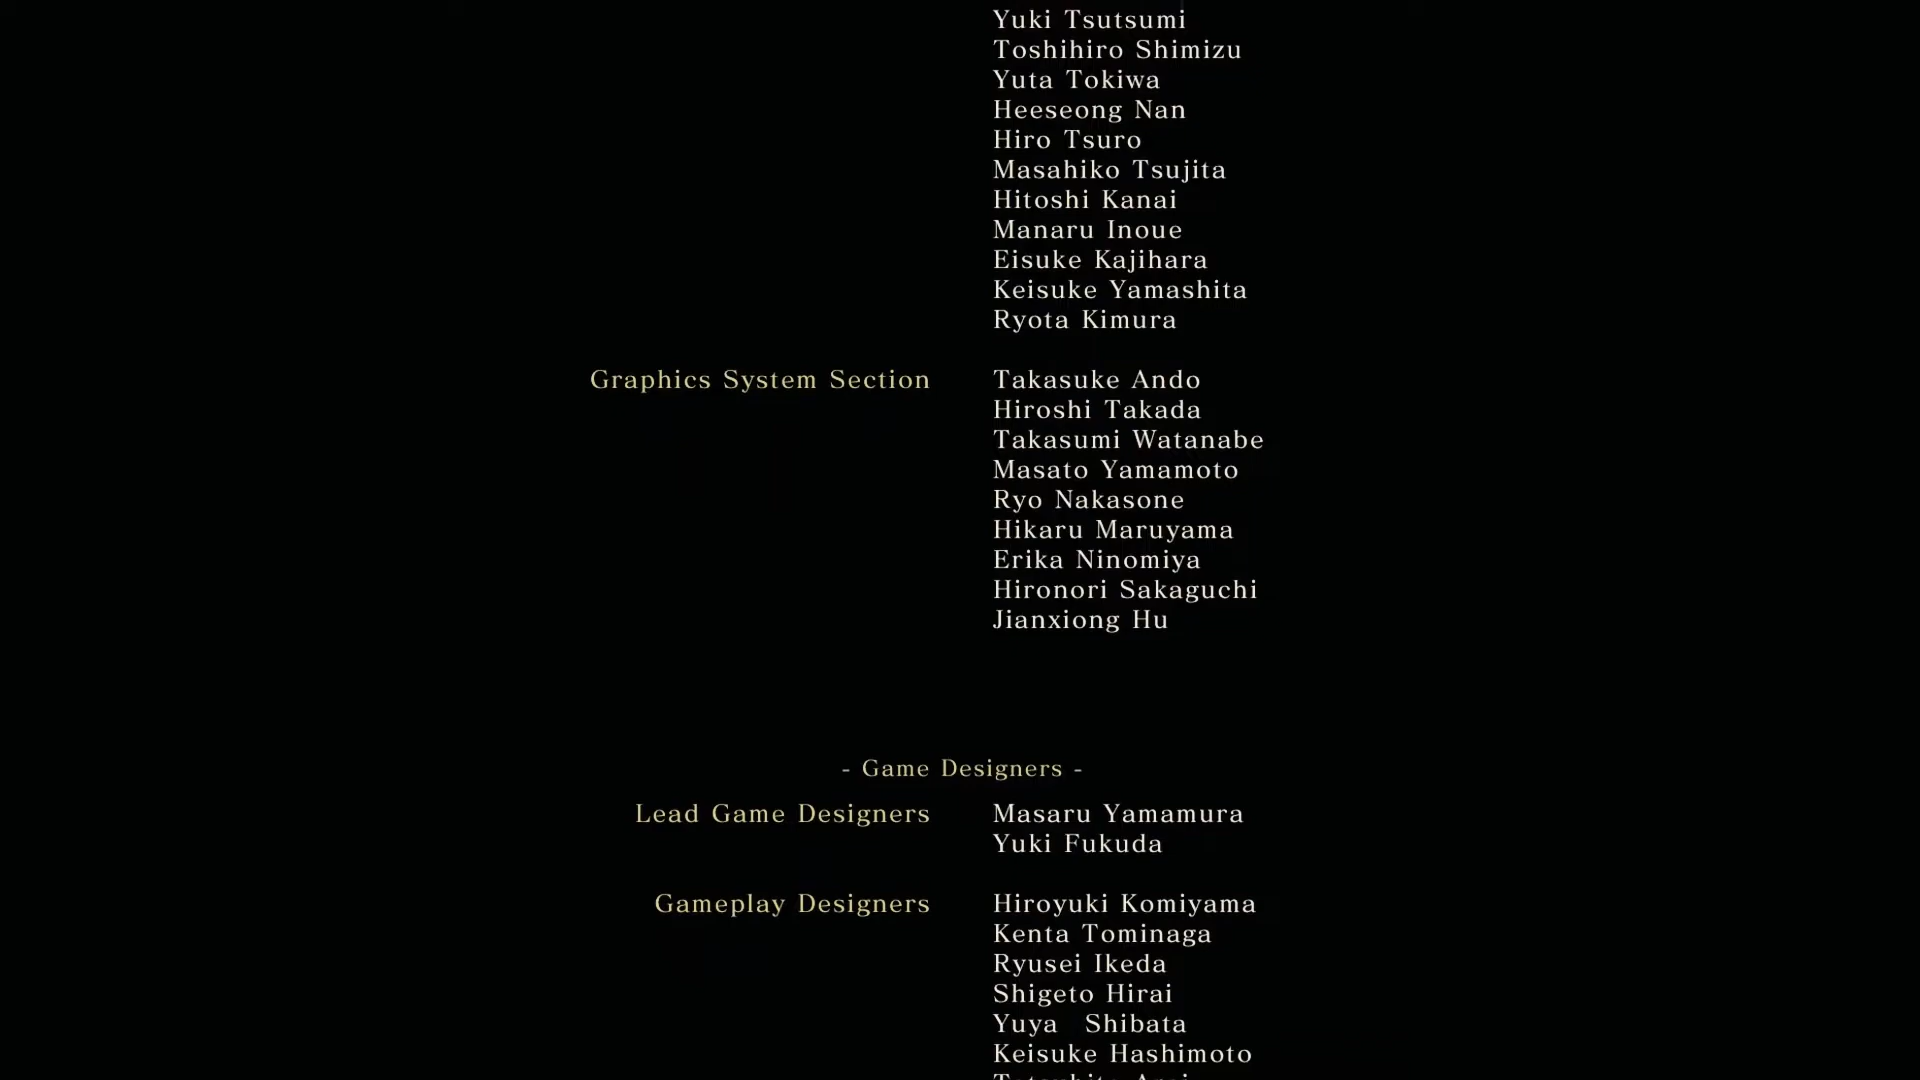 Yuki Tsutsumi
Toshihiro Shimizu
Yuta Tokiwa
Heeseong Nan
Hiro Tsuro
Masahiko Tsujita
Hitoshi Kanai
Manaru Inoue
Eisuke Kajihara
Keisuke Yamashita
Ryota Kimura
Graphics System Section Takasuke Ando
Hiroshi Takada
Takasumi Watanabe
Masato Yamamoto
Ryo Nakasone
Hikaru Maruyama
Erika Ninomiya
Hironori Sakaguchi
Jianxiong Hu
- Game Designers -
Lead Game Designers Masaru Yamamura
Yuki Fukuda
Gameplay Designers Hiroyuki Komiyama
Kenta Tominaga
Ryusei Ikeda
Shigeto Hirai
Yuya Shibata
Keisuke Hashimoto